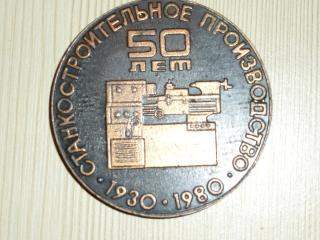 СТАНКОСТРОИТЕЛЬНОЕ ПРОИЗВОДСТВО
50
ЛЕТ
· 1930 · 1980 ·